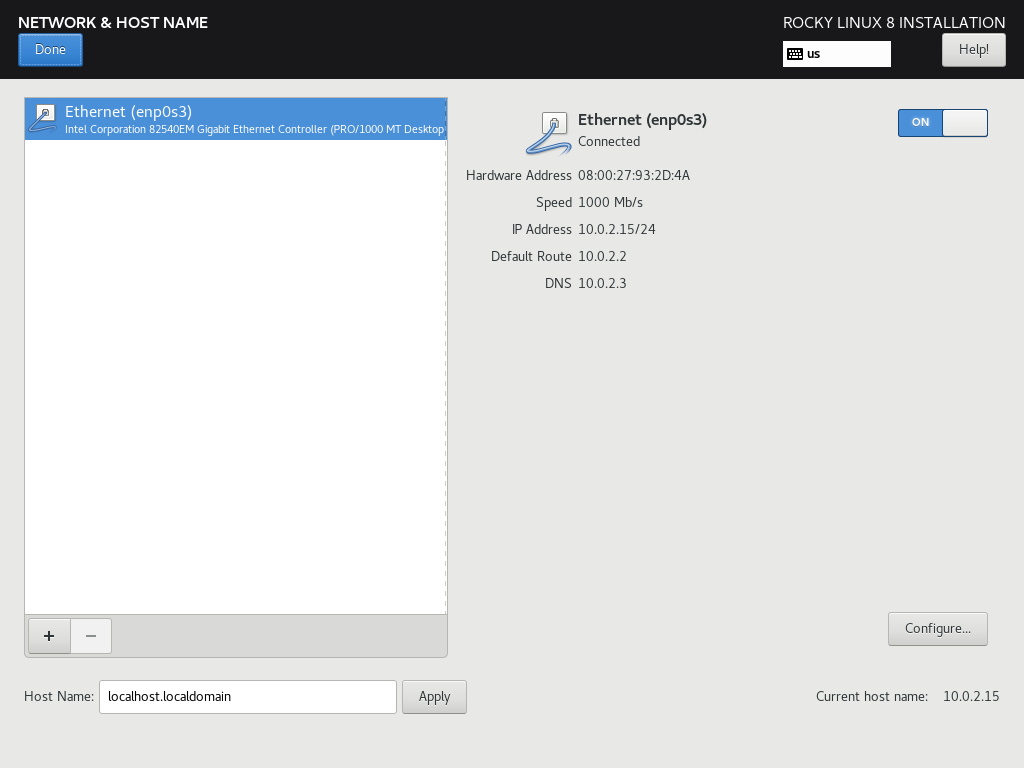 NETWORK & HOST NAME
ROCKY LINUX 8 INSTALLATION
Done
us
Help!
Ethernet (enp0s3)
Intel Corporation 82540EM Gigabit Ethernet Controller (PRO/1000 MT Desktop
Ethernet (enp0s3)
Connected
ON
Hardware Address 08:00:27:93:2D:4A
Speed 1000 Mb/s
IP Address 10.0.2.15/24
Default Route 10.0.2.2
DNS 10.0.2.3
+ −
Configure...
Host Name: localhost.localdomain Apply
Current host name: 10.0.2.15